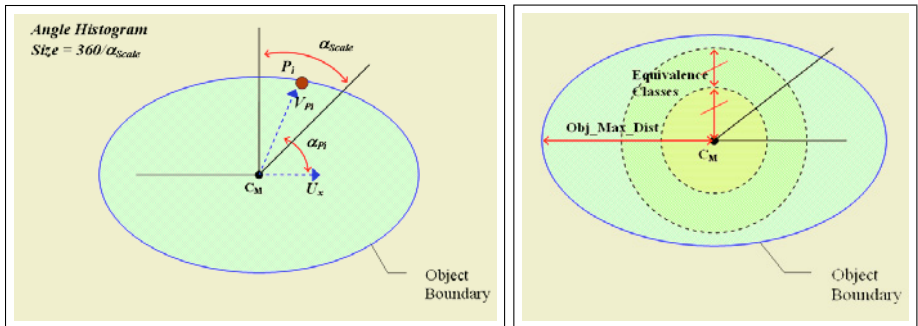 Angle Histogram
Size = 360/αScale
αScale
Pi
VPi
αPi
CM
Ux
Object
Boundary
Equivalence
Classes
Obj_Max_Dist
CM
Object
Boundary